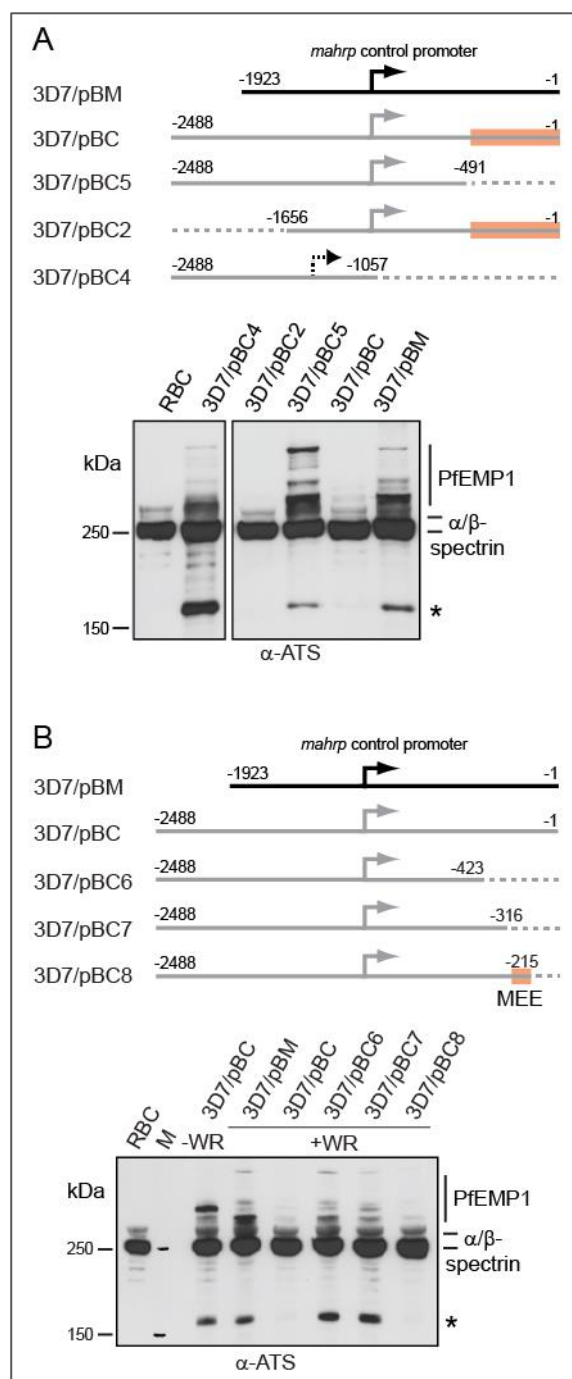 A
mahrp control promoter
3D7/pBM -1923 -1
3D7/pBC -2488 -1
3D7/pBC5 -2488 -491
3D7/pBC2 -1656 -1
3D7/pBC4 -2488 -1057
RBC 3D7/pBC4 3D7/pBC2 3D7/pBC5 3D7/pBC 3D7/pBM
kDa
PfEMP1
250
α/β-
spectrin
150
*
α-ATS
B
mahrp control promoter
3D7/pBM -1923 -1
3D7/pBC -2488 -1
3D7/pBC6 -2488 -423
3D7/pBC7 -2488 -316
3D7/pBC8 -2488 -215
MEE
RBC M 3D7/pBC 3D7/pBM 3D7/pBC 3D7/pBC6 3D7/pBC7 3D7/pBC8
-WR +WR
kDa
PfEMP1
250
α/β-
spectrin
150
*
α-ATS